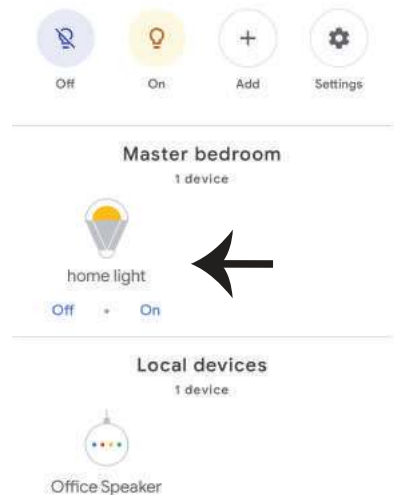 Off On Add Settings
Master bedroom
1 device
home light
Off • On
Local devices
1 device
Office Speaker